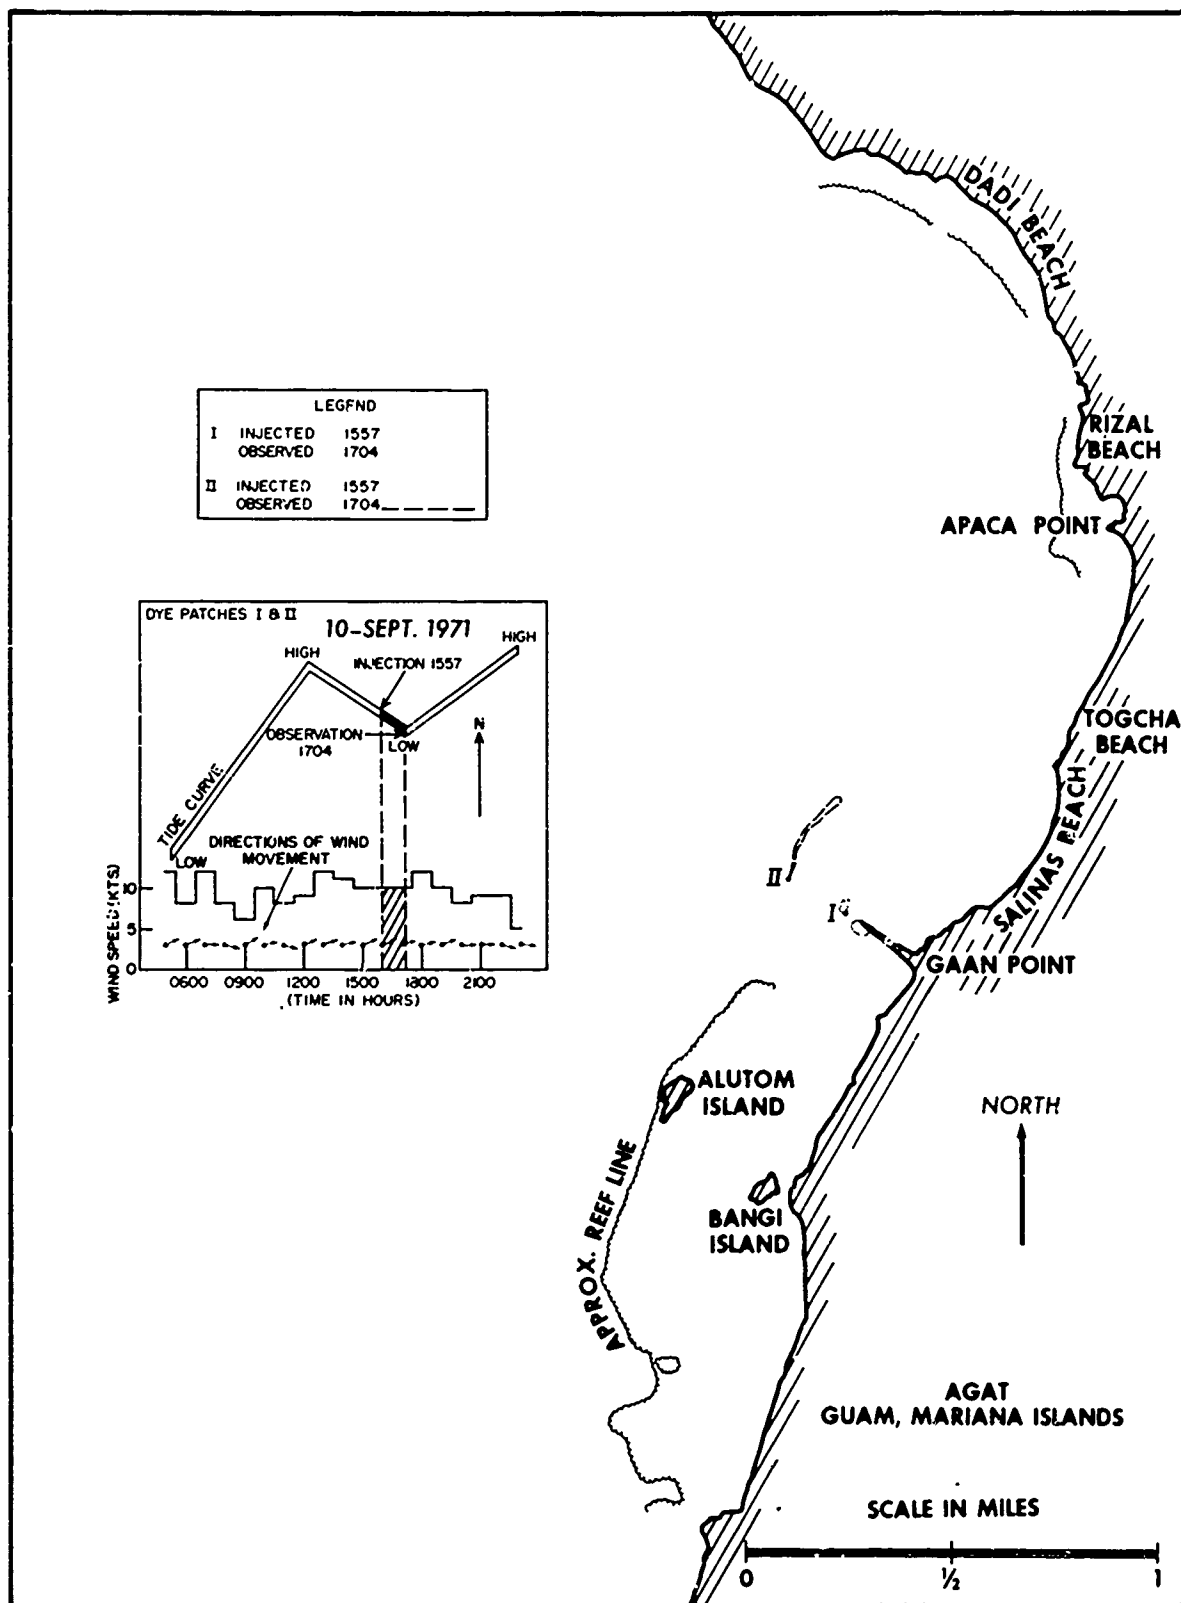 DADI BEACH
LEGEND
I INJECTED 1557
OBSERVED 1704
II INJECTED 1557
OBSERVED 1704
RIZAL
BEACH
APACA POINT
DYE PATCHES I & II
10-SEPT. 1971
HIGH
HIGH
INJECTION 1557
OBSERVATION
1704
LOW
N
TIDE CURVE
LOW
DIRECTIONS OF WIND
MOVEMENT
WIND SPEED (KTS)
10
5
0
0600 0900 1200 1500 1800 2100
(TIME IN HOURS)
TOGCHA
BEACH
SALINAS BEACH
II
I
GAAN POINT
ALUTOM
ISLAND
NORTH
APPROX. REEF LINE
BANGI
ISLAND
AGAT
GUAM, MARIANA ISLANDS
SCALE IN MILES
0 ½ 1